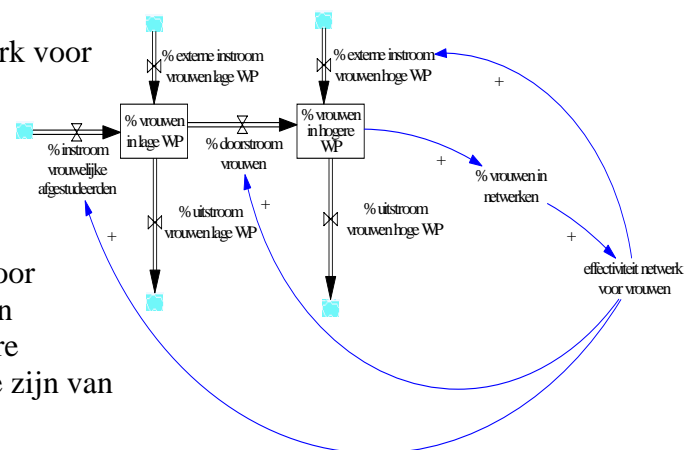 rk voor
% externe instroom
vrouwen lage WP
% externe instroom
vrouwen hoge WP
% vrouwen
in lage WP
% vrouwen
in hogere
WP
% instroom
vrouwelijke
afgestudeerden
% doorstroom
vrouwen
% vrouwen in
netwerken
% uitstroom
vrouwen lage WP
% uitstroom
vrouwen hoge WP
effectiviteit netwerk
voor vrouwen
+
+
+
+
+
oor
n
re
e zijn van